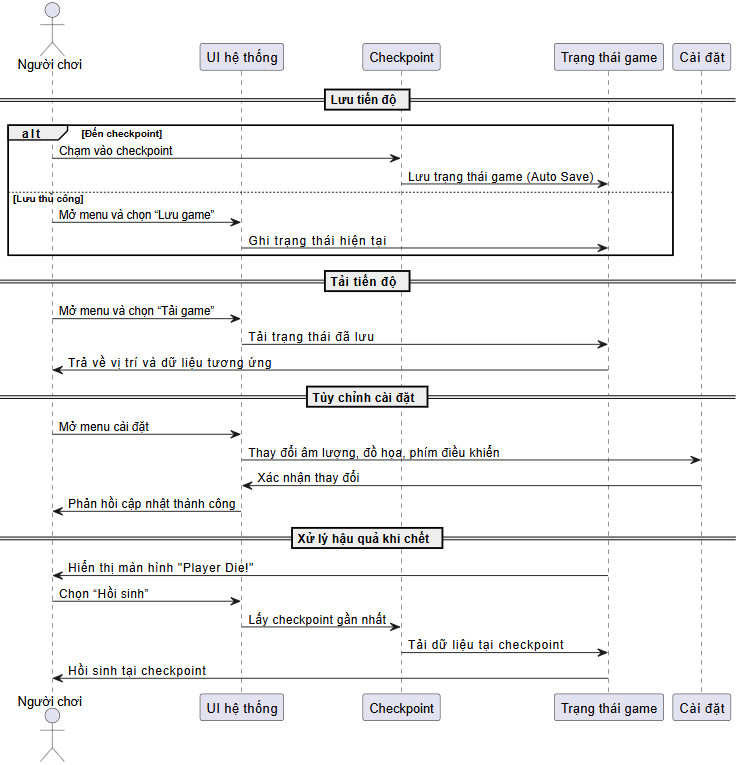 Người chơi
UI hệ thống
Checkpoint
Trạng thái game
Cài đặt
Lưu tiến độ
alt [Đến checkpoint]
Chạm vào checkpoint
Lưu trạng thái game (Auto Save)
[Lưu thủ công]
Mở menu và chọn “Lưu game”
Ghi trạng thái hiện tại
Tải tiến độ
Mở menu và chọn “Tải game”
Tải trạng thái đã lưu
Trả về vị trí và dữ liệu tương ứng
Tùy chỉnh cài đặt
Mở menu cài đặt
Thay đổi âm lượng, đồ họa, phím điều khiển
Xác nhận thay đổi
Phản hồi cập nhật thành công
Xử lý hậu quả khi chết
Hiển thị màn hình "Player Die!"
Chọn “Hồi sinh”
Lấy checkpoint gần nhất
Tải dữ liệu tại checkpoint
Hồi sinh tại checkpoint
Người chơi
UI hệ thống
Checkpoint
Trạng thái game
Cài đặt